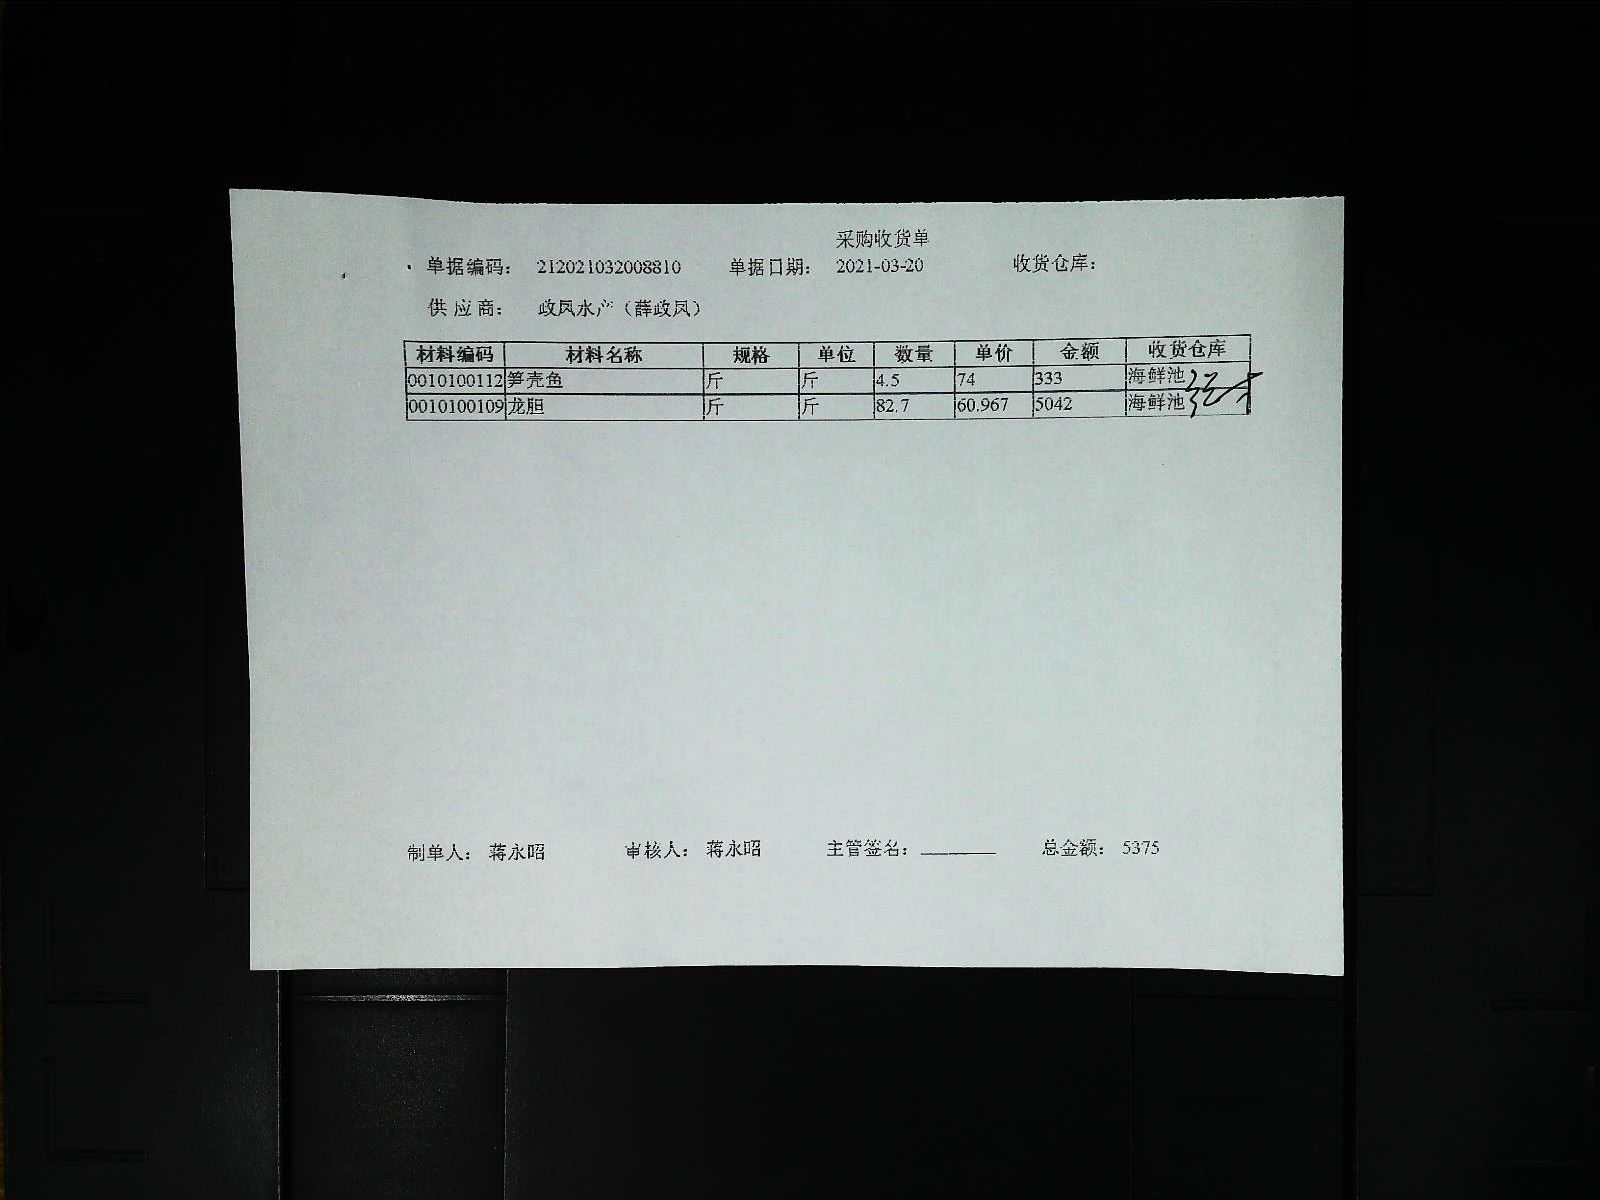 采购收货单
单据编码： 212021032008810 单据日期： 2021-03-20 收货仓库：
供应商： 政凤水产（薛政凤）
材料编码 材料名称 规格 单位 数量 单价 金额 收货仓库
0010100112 笋壳鱼 斤 斤 4.5 74 333 海鲜池
0010100109 龙胆 斤 斤 82.7 60.967 5042 海鲜池
制单人： 蒋永昭 审核人： 蒋永昭 主管签名：________ 总金额： 5375